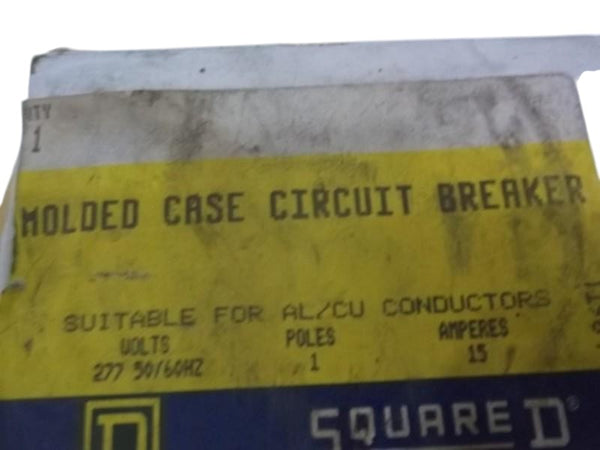 QTY
1
MOLDED CASE CIRCUIT BREAKER
SUITABLE FOR AL/CU CONDUCTORS
VOLTS POLES AMPERES
277 50/60HZ 1 15
D SQUARE D®